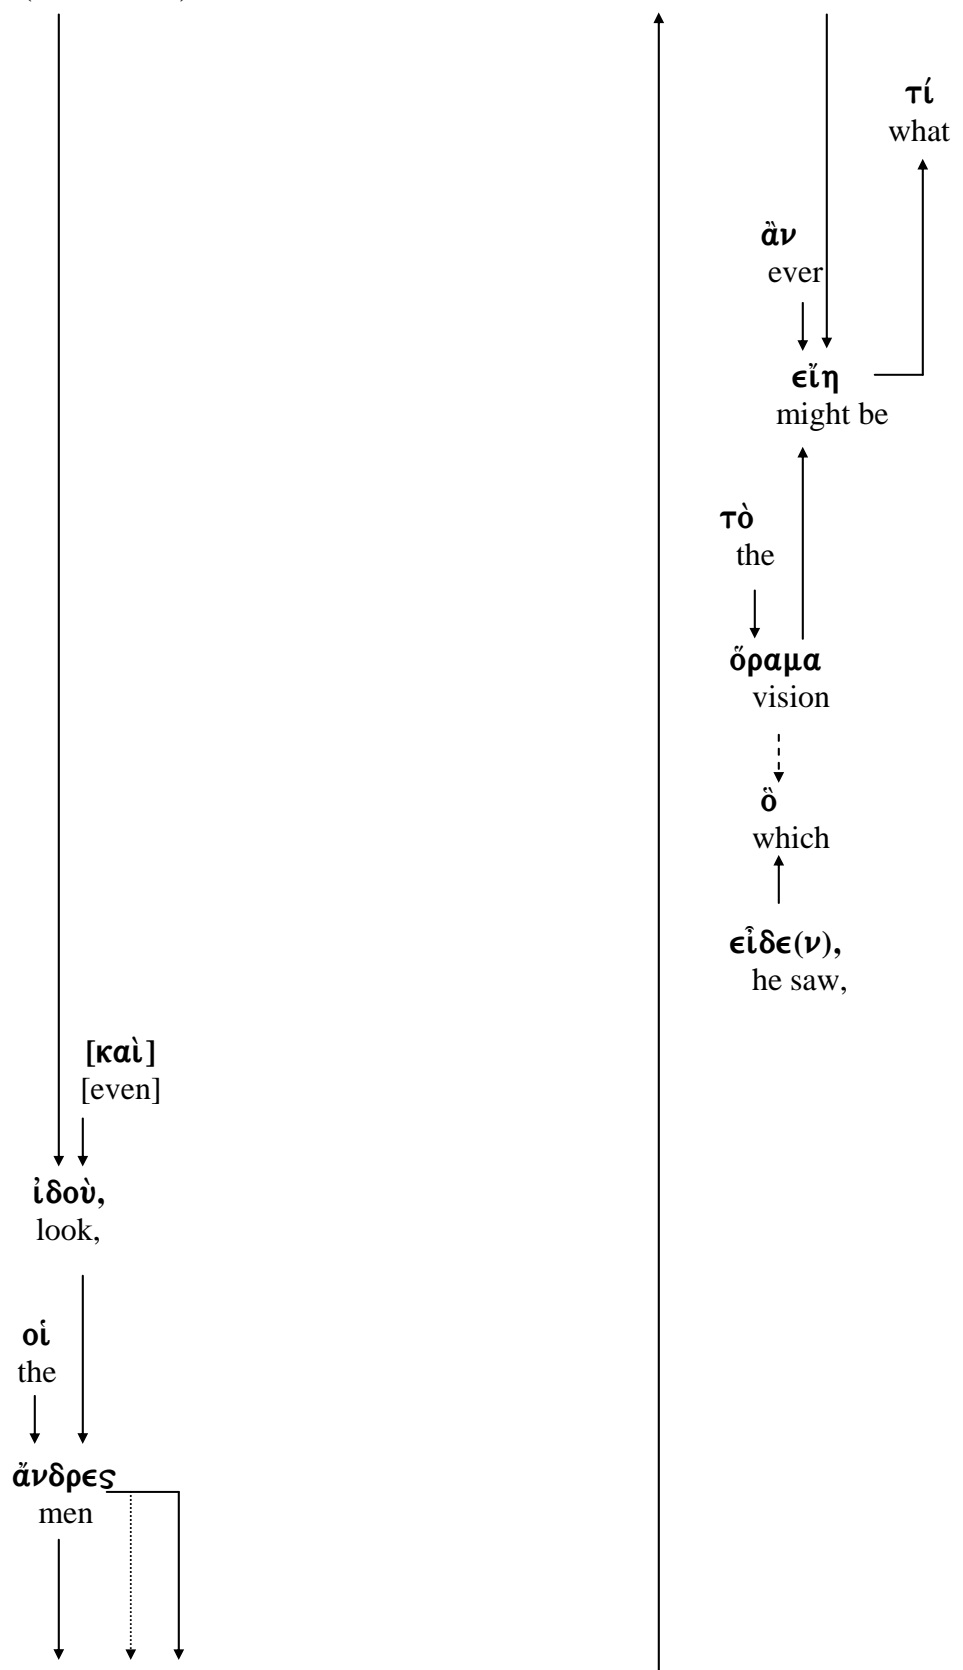 τί
what
ἂν
ever
εἴη
might be
τὸ
the
ὅραμα
vision
ὃ
which
εἶδε(ν),
he saw,
[καὶ]
[even]
ἰδοὺ,
look,
οἱ
the
ἄνδρες
men